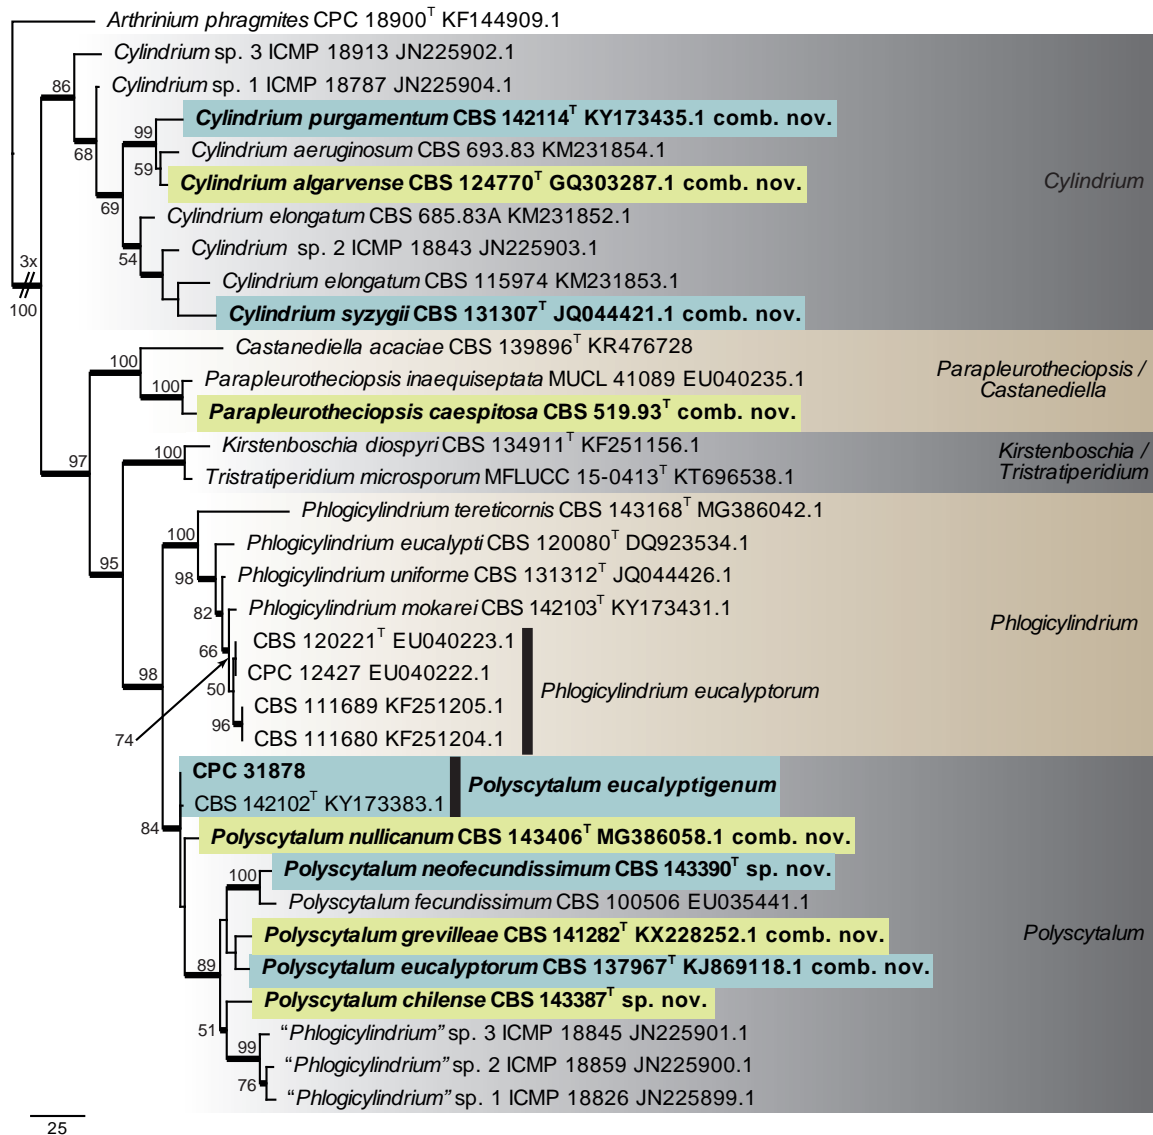 Arthrinium phragmites CPC 18900ᵀ KF144909.1
Cylindrium sp. 3 ICMP 18913 JN225902.1
86
Cylindrium sp. 1 ICMP 18787 JN225904.1
Cylindrium purgamentum CBS 142114ᵀ KY173435.1 comb. nov.
99
68
Cylindrium aeruginosum CBS 693.83 KM231854.1
59
Cylindrium algarvense CBS 124770ᵀ GQ303287.1 comb. nov.
Cylindrium
69
Cylindrium elongatum CBS 685.83A KM231852.1
Cylindrium sp. 2 ICMP 18843 JN225903.1
54
3x
Cylindrium elongatum CBS 115974 KM231853.1
100
Cylindrium syzygii CBS 131307ᵀ JQ044421.1 comb. nov.
Castanediella acaciae CBS 139896ᵀ KR476728
100
Parapleurotheciopsis inaequiseptata MUCL 41089 EU040235.1
Parapleurotheciopsis /
Castanediella
100
Parapleurotheciopsis caespitosa CBS 519.93ᵀ comb. nov.
Kirstenboschia diospyri CBS 134911ᵀ KF251156.1
97
100
Kirstenboschia /
Tristratiperidium
Tristratiperidium microsporum MFLUCC 15-0413ᵀ KT696538.1
Phlogicylindrium tereticornis CBS 143168ᵀ MG386042.1
100
Phlogicylindrium eucalypti CBS 120080ᵀ DQ923534.1
95
98
Phlogicylindrium uniforme CBS 131312ᵀ JQ044426.1
82
Phlogicylindrium mokarei CBS 142103ᵀ KY173431.1
Phlogicylindrium
CBS 120221ᵀ EU040223.1
66
98
CPC 12427 EU040222.1
50
Phlogicylindrium eucalyptorum
CBS 111689 KF251205.1
96
74
CBS 111680 KF251204.1
CPC 31878
Polyscytalum eucalyptigenum
CBS 142102ᵀ KY173383.1
84
Polyscytalum nullicanum CBS 143406ᵀ MG386058.1 comb. nov.
Polyscytalum neofecundissimum CBS 143390ᵀ sp. nov.
100
Polyscytalum fecundissimum CBS 100506 EU035441.1
Polyscytalum grevilleae CBS 141282ᵀ KX228252.1 comb. nov.
Polyscytalum
89
Polyscytalum eucalyptorum CBS 137967ᵀ KJ869118.1 comb. nov.
Polyscytalum chilense CBS 143387ᵀ sp. nov.
51
“Phlogicylindrium” sp. 3 ICMP 18845 JN225901.1
99
“Phlogicylindrium” sp. 2 ICMP 18859 JN225900.1
76
“Phlogicylindrium” sp. 1 ICMP 18826 JN225899.1
25